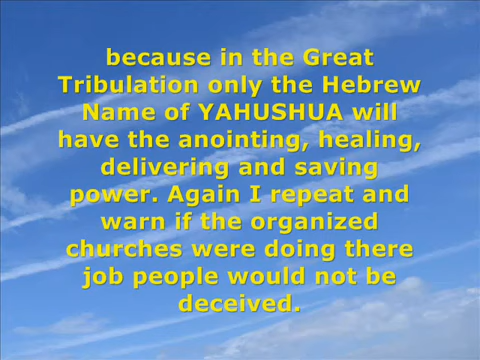 because in the Great
Tribulation only the Hebrew
Name of YAHUSHUA will
have the anointing, healing,
delivering and saving
power. Again I repeat and
warn if the organized
churches were doing there
job people would not be
deceived.